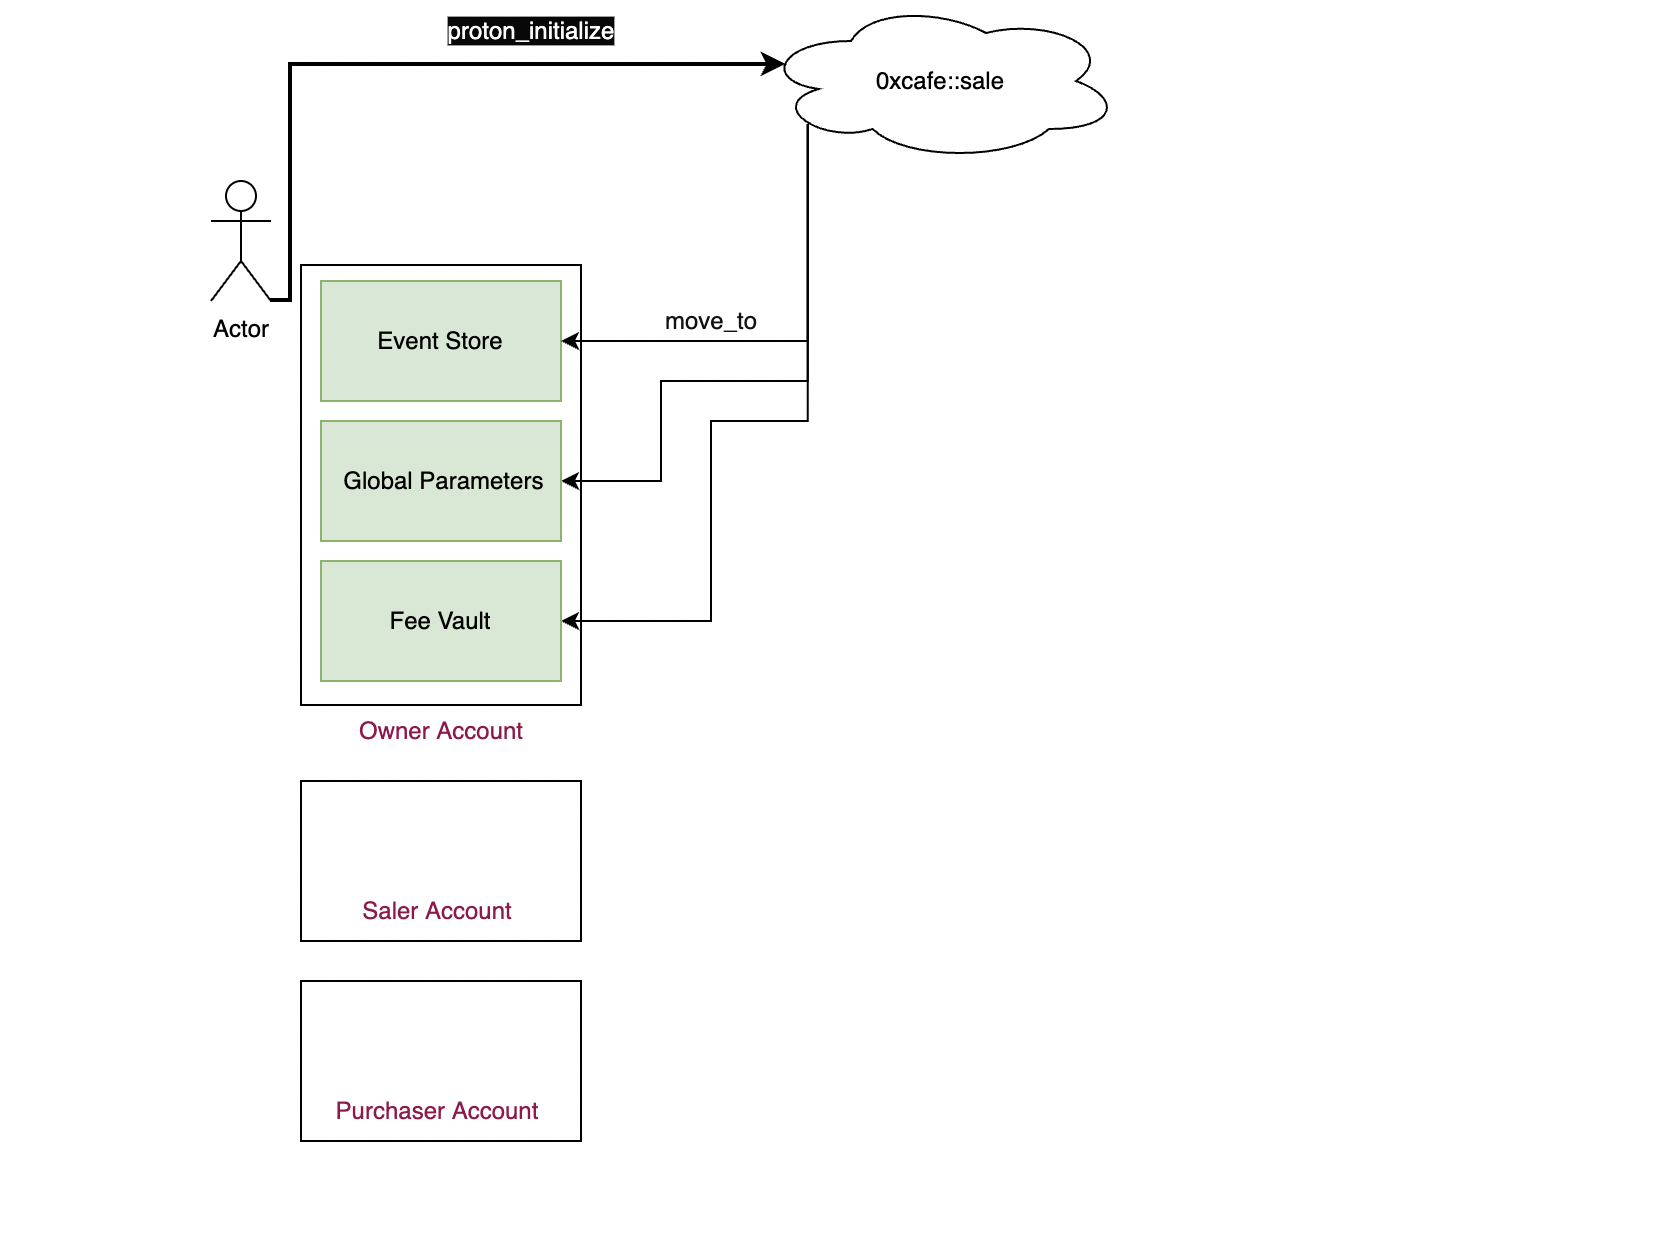 proton_initialize
0xcafe::sale
Actor
Event Store
move_to
Global Parameters
Fee Vault
Owner Account
Saler Account
Purchaser Account